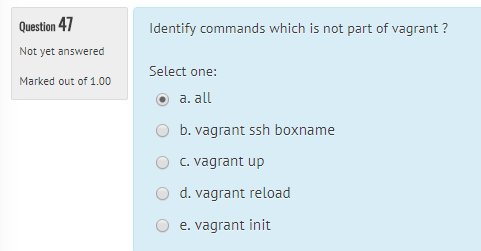 Question 47
Not yet answered
Marked out of 1.00
Identify commands which is not part of vagrant ?
Select one:
a. all
b. vagrant ssh boxname
c. vagrant up
d. vagrant reload
e. vagrant init